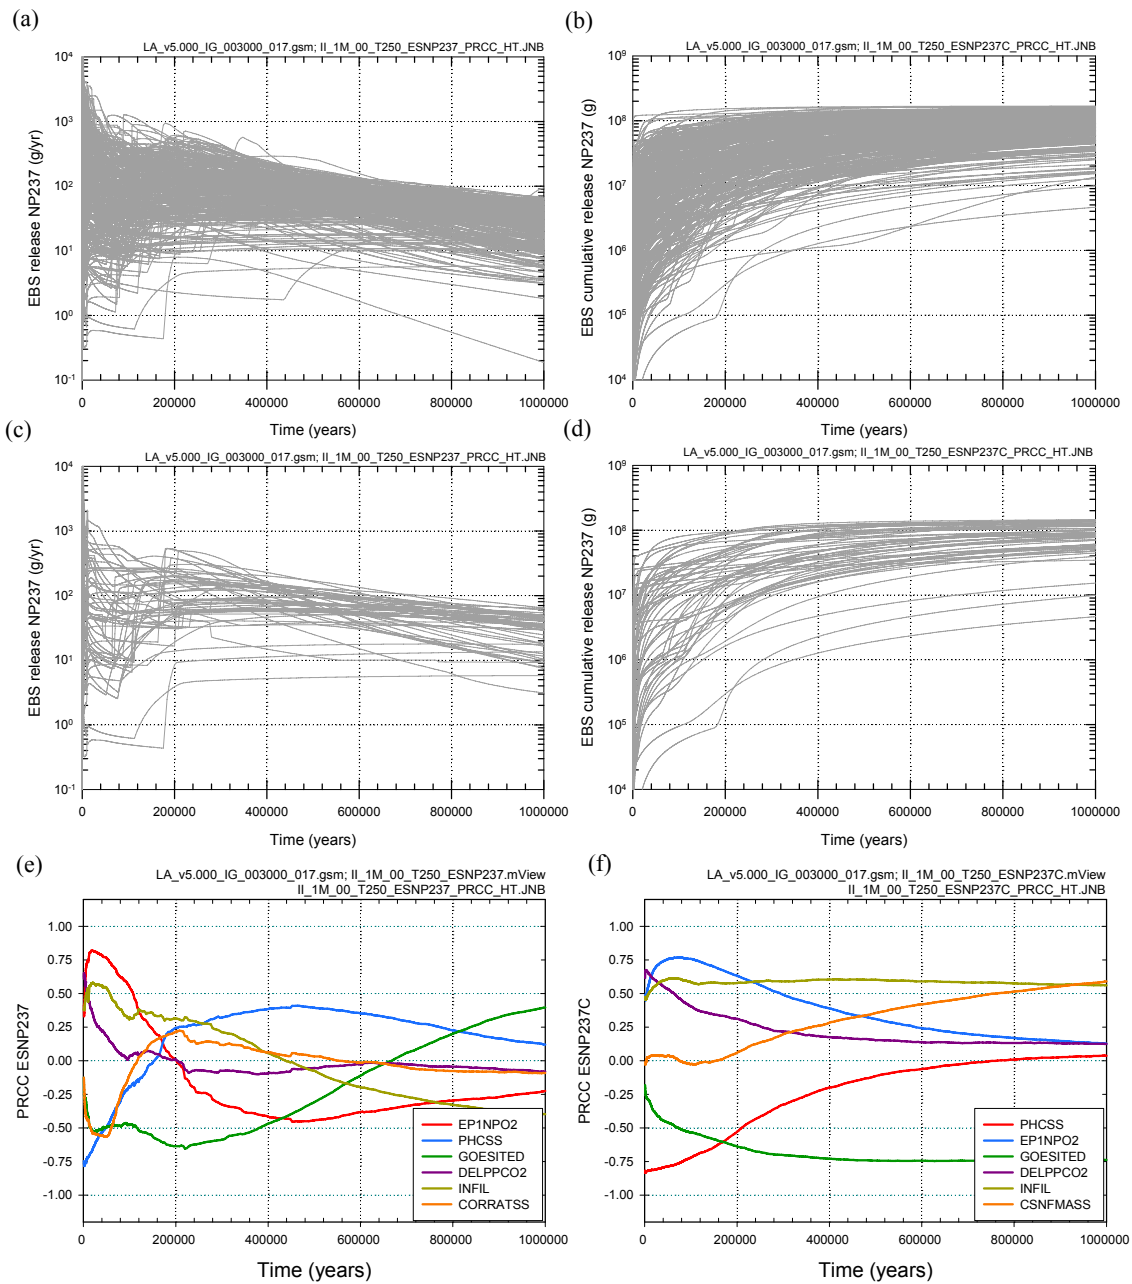 (a)
LA_v5.000_IG_003000_017.gsm; II_1M_00_T250_ESNP237_PRCC_HT.JNB
EBS release NP237 (g/yr)
10^4
10^3
10^2
10^1
10^0
10^-1
0 200000 400000 600000 800000 1000000
Time (years)
(b)
LA_v5.000_IG_003000_017.gsm; II_1M_00_T250_ESNP237C_PRCC_HT.JNB
EBS cumulative release NP237 (g)
10^9
10^8
10^7
10^6
10^5
10^4
0 200000 400000 600000 800000 1000000
Time (years)
(c)
LA_v5.000_IG_003000_017.gsm; II_1M_00_T250_ESNP237_PRCC_HT.JNB
EBS release NP237 (g/yr)
10^4
10^3
10^2
10^1
10^0
10^-1
0 200000 400000 600000 800000 1000000
Time (years)
(d)
LA_v5.000_IG_003000_017.gsm; II_1M_00_T250_ESNP237C_PRCC_HT.JNB
EBS cumulative release NP237 (g)
10^9
10^8
10^7
10^6
10^5
10^4
0 200000 400000 600000 800000 1000000
Time (years)
(e)
LA_v5.000_IG_003000_017.gsm; II_1M_00_T250_ESNP237.mView
II_1M_00_T250_ESNP237_PRCC_HT.JNB
PRCC ESNP237
1.00
0.75
0.50
0.25
0.00
-0.25
-0.50
-0.75
-1.00
EP1NPO2
PHCSS
GOESITED
DELPPCO2
INFIL
CORRATSS
0 200000 400000 600000 800000 1000000
Time (years)
(f)
LA_v5.000_IG_003000_017.gsm; II_1M_00_T250_ESNP237C.mView
II_1M_00_T250_ESNP237C_PRCC_HT.JNB
PRCC ESNP237C
1.00
0.75
0.50
0.25
0.00
-0.25
-0.50
-0.75
-1.00
PHCSS
EP1NPO2
GOESITED
DELPPCO2
INFIL
CSNFMASS
0 200000 400000 600000 800000 1000000
Time (years)